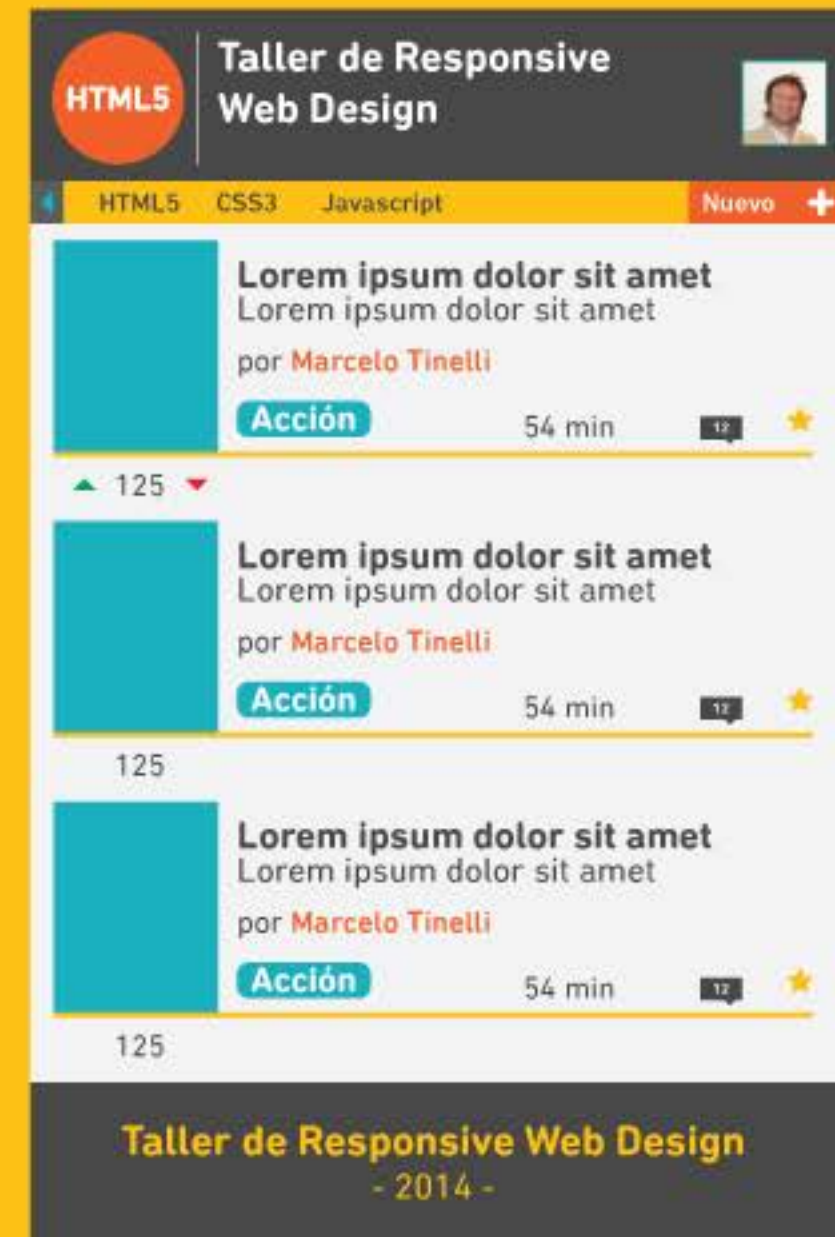 HTML5
Taller de Responsive
Web Design
HTML5 CSS3 Javascript Nuevo +
Lorem ipsum dolor sit amet
Lorem ipsum dolor sit amet
por Marcelo Tinelli
Acción 54 min 12
125
Lorem ipsum dolor sit amet
Lorem ipsum dolor sit amet
por Marcelo Tinelli
Acción 54 min 12
125
Lorem ipsum dolor sit amet
Lorem ipsum dolor sit amet
por Marcelo Tinelli
Acción 54 min 12
125
Taller de Responsive Web Design
- 2014 -